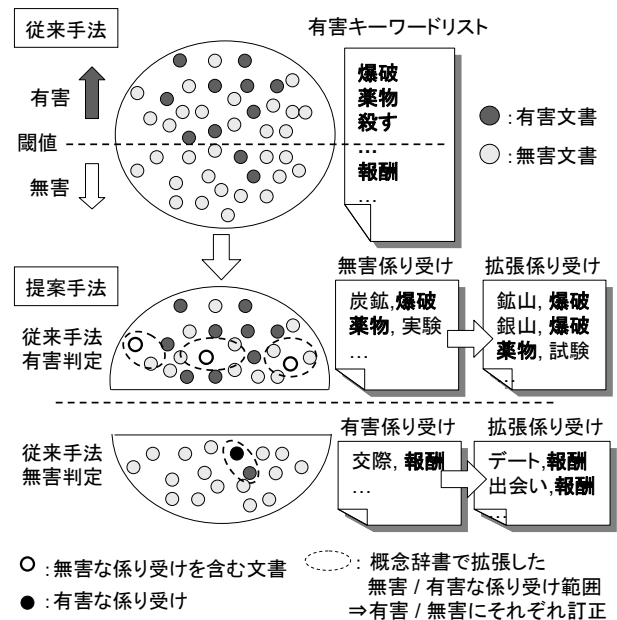 従来手法
有害キーワードリスト
有害
閾値
無害
爆破
薬物
殺す
…
報酬
…
：有害文書
：無害文書
提案手法
従来手法
有害判定
無害係り受け
炭鉱,爆破
薬物, 実験
…
拡張係り受け
鉱山, 爆破
銀山, 爆破
薬物, 試験
…
従来手法
無害判定
有害係り受け
交際, 報酬
…
拡張係り受け
デート,報酬
出会い,報酬
…
：無害な係り受けを含む文書
：有害な係り受け
：概念辞書で拡張した
無害 / 有害な係り受け範囲
⇒有害 / 無害にそれぞれ訂正